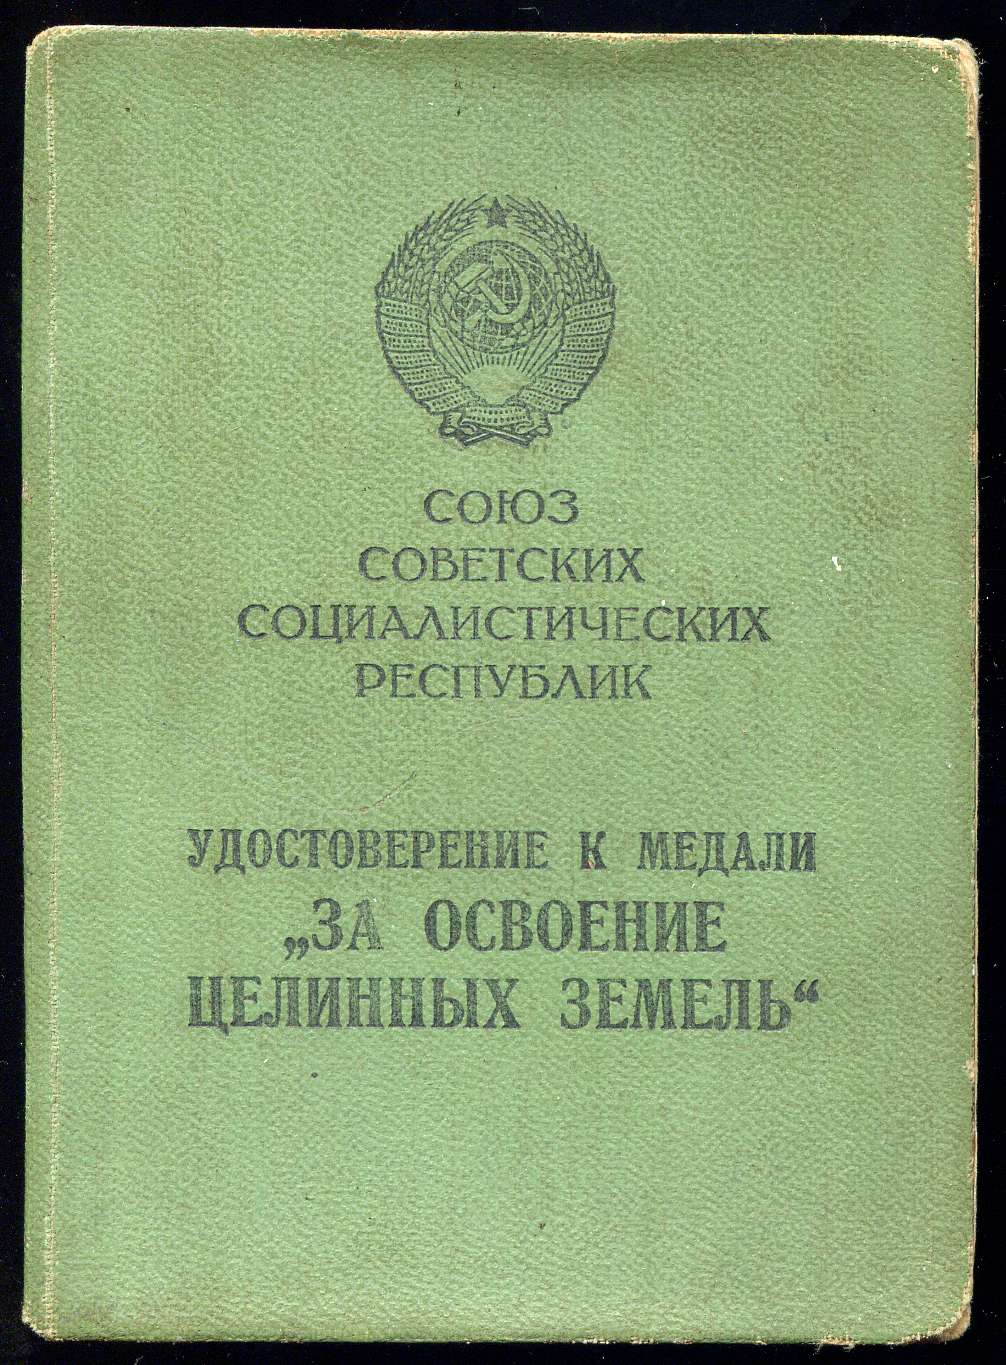 СОЮЗ
СОВЕТСКИХ
СОЦИАЛИСТИЧЕСКИХ
РЕСПУБЛИК
УДОСТОВЕРЕНИЕ К МЕДАЛИ
„ЗА ОСВОЕНИЕ
ЦЕЛИННЫХ ЗЕМЕЛЬ“